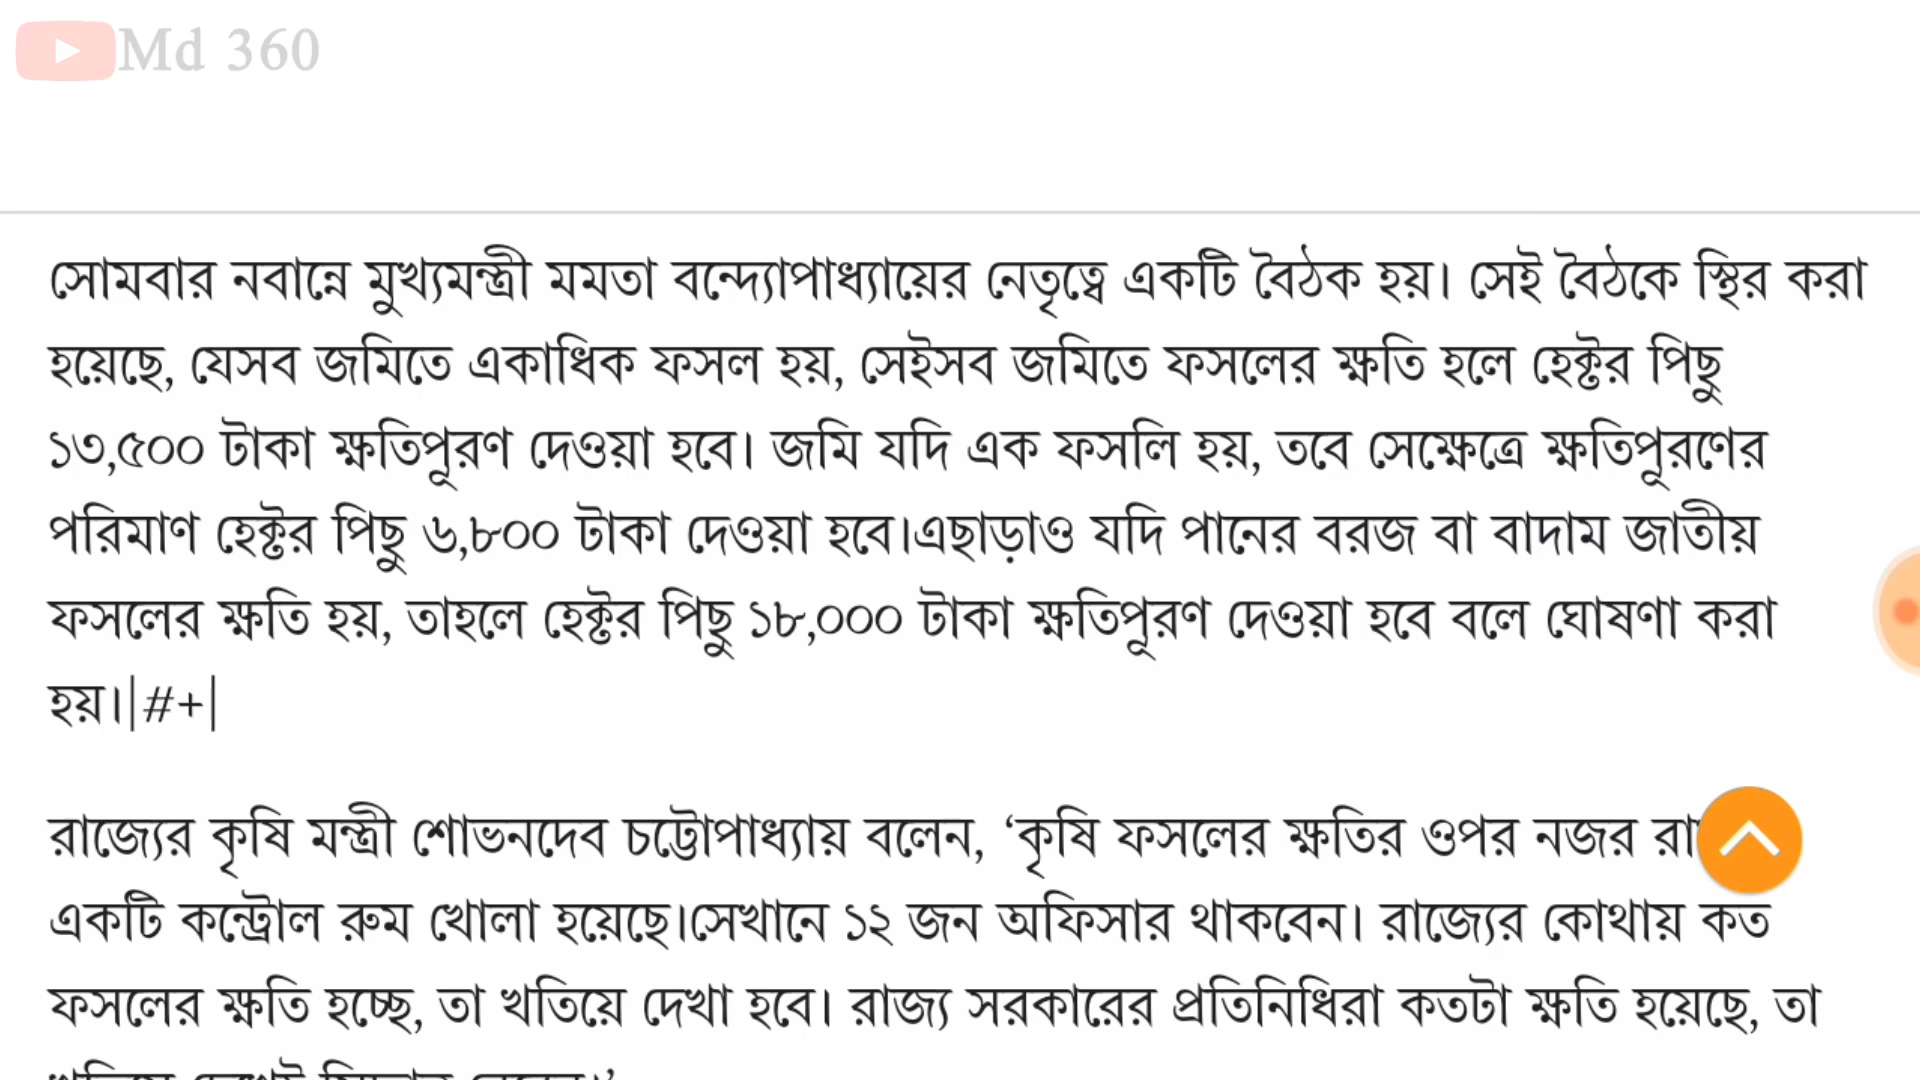 Md 360
সোমবার নবান্নে মুখ্যমন্ত্রী মমতা বন্দ্যোপাধ্যায়ের নেতৃত্বে একটি বৈঠক হয়। সেই বৈঠকে স্থির করা
হয়েছে, যেসব জমিতে একাধিক ফসল হয়, সেইসব জমিতে ফসলের ক্ষতি হলে হেক্টর পিছু
১৩,৫০০ টাকা ক্ষতিপূরণ দেওয়া হবে। জমি যদি এক ফসলি হয়, তবে সেক্ষেত্রে ক্ষতিপূরণের
পরিমাণ হেক্টর পিছু ৬,৮০০ টাকা দেওয়া হবে।এছাড়াও যদি পানের বরজ বা বাদাম জাতীয়
ফসলের ক্ষতি হয়, তাহলে হেক্টর পিছু ১৮,০০০ টাকা ক্ষতিপূরণ দেওয়া হবে বলে ঘোষণা করা
হয়।|#+|
রাজ্যের কৃষি মন্ত্রী শোভনদেব চট্টোপাধ্যায় বলেন, ‘কৃষি ফসলের ক্ষতির ওপর নজর
একটি কন্ট্রোল রুম খোলা হয়েছে।সেখানে ১২ জন অফিসার থাকবেন। রাজ্যের কোথায় কত
ফসলের ক্ষতি হচ্ছে, তা খতিয়ে দেখা হবে। রাজ্য সরকারের প্রতিনিধিরা কতটা ক্ষতি হয়েছে, তা